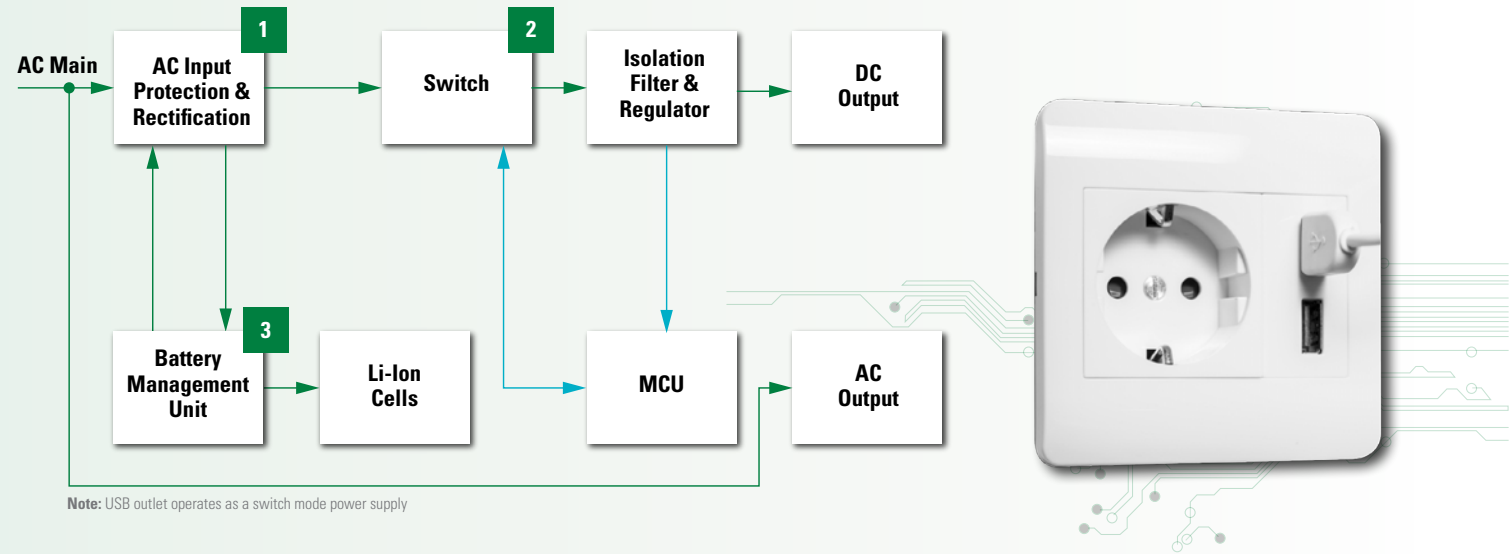 1
2
AC Main
AC Input
Protection &
Rectification
Switch
Isolation
Filter &
Regulator
DC
Output
3
Battery
Management
Unit
Li-Ion
Cells
MCU
AC
Output
Note: USB outlet operates as a switch mode power supply